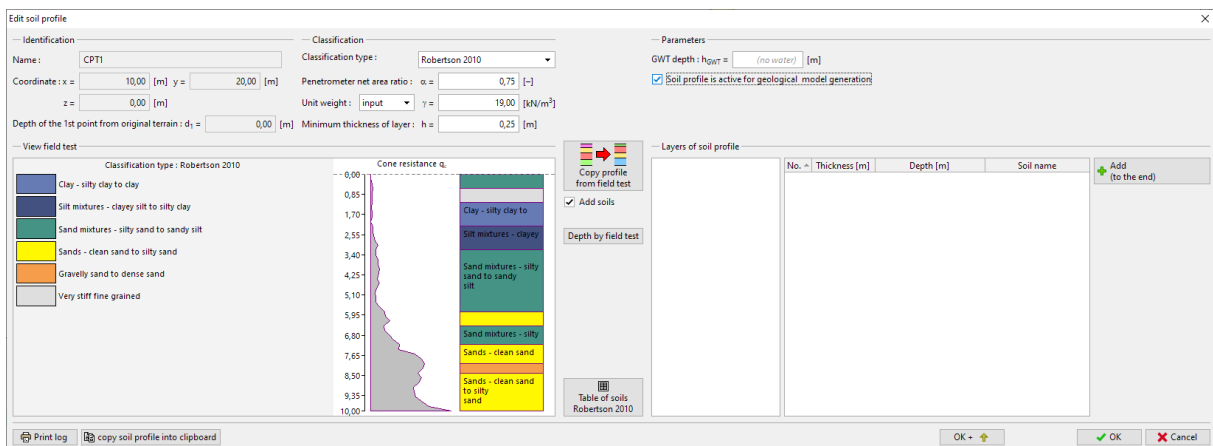 Edit soil profile
Identification
Name : CPT1
Coordinate : x = 10,00 [m] y = 20,00 [m]
z = 0,00 [m]
Depth of the 1st point from original terrain : d1 = 0,00 [m]
Classification
Classification type : Robertson 2010
Penetrometer net area ratio : α = 0,75 [–]
Unit weight : input γ = 19,00 [kN/m³]
Minimum thickness of layer : h = 0,25 [m]
Parameters
GWT depth : hGWT = (no water) [m]
Soil profile is active for geological model generation
View field test
Classification type : Robertson 2010
Clay - silty clay to clay
Silt mixtures - clayey silt to silty clay
Sand mixtures - silty sand to sandy silt
Sands - clean sand to silty sand
Gravelly sand to dense sand
Very stiff fine grained
Cone resistance qc
0,00
0,85
1,70
2,55
3,40
4,25
5,10
5,95
6,80
7,65
8,50
9,35
10,00
Clay - silty clay to
Silt mixtures - clayey
Sand mixtures - silty
sand to sandy
silt
Sand mixtures - silty
Sands - clean sand
Sands - clean sand
to silty
sand
Copy profile
from field test
Add soils
Depth by field test
Table of soils
Robertson 2010
Layers of soil profile
No. Thickness [m] Depth [m] Soil name
Add
(to the end)
Print log
copy soil profile into clipboard
OK +
OK
Cancel